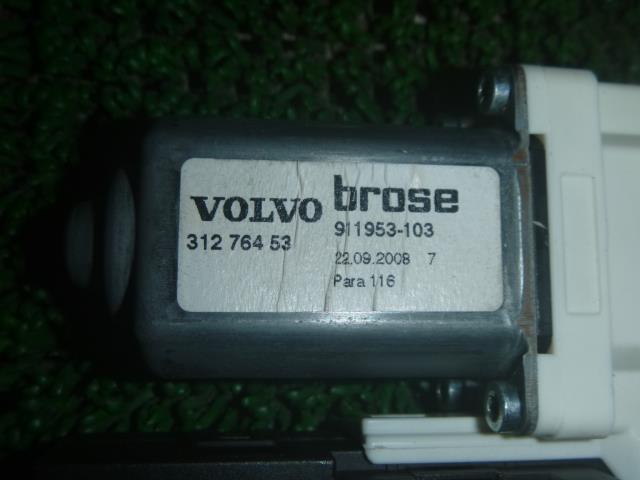 VOLVO brose
312 764 53 911953-103
22.09.2008 7
Para 116